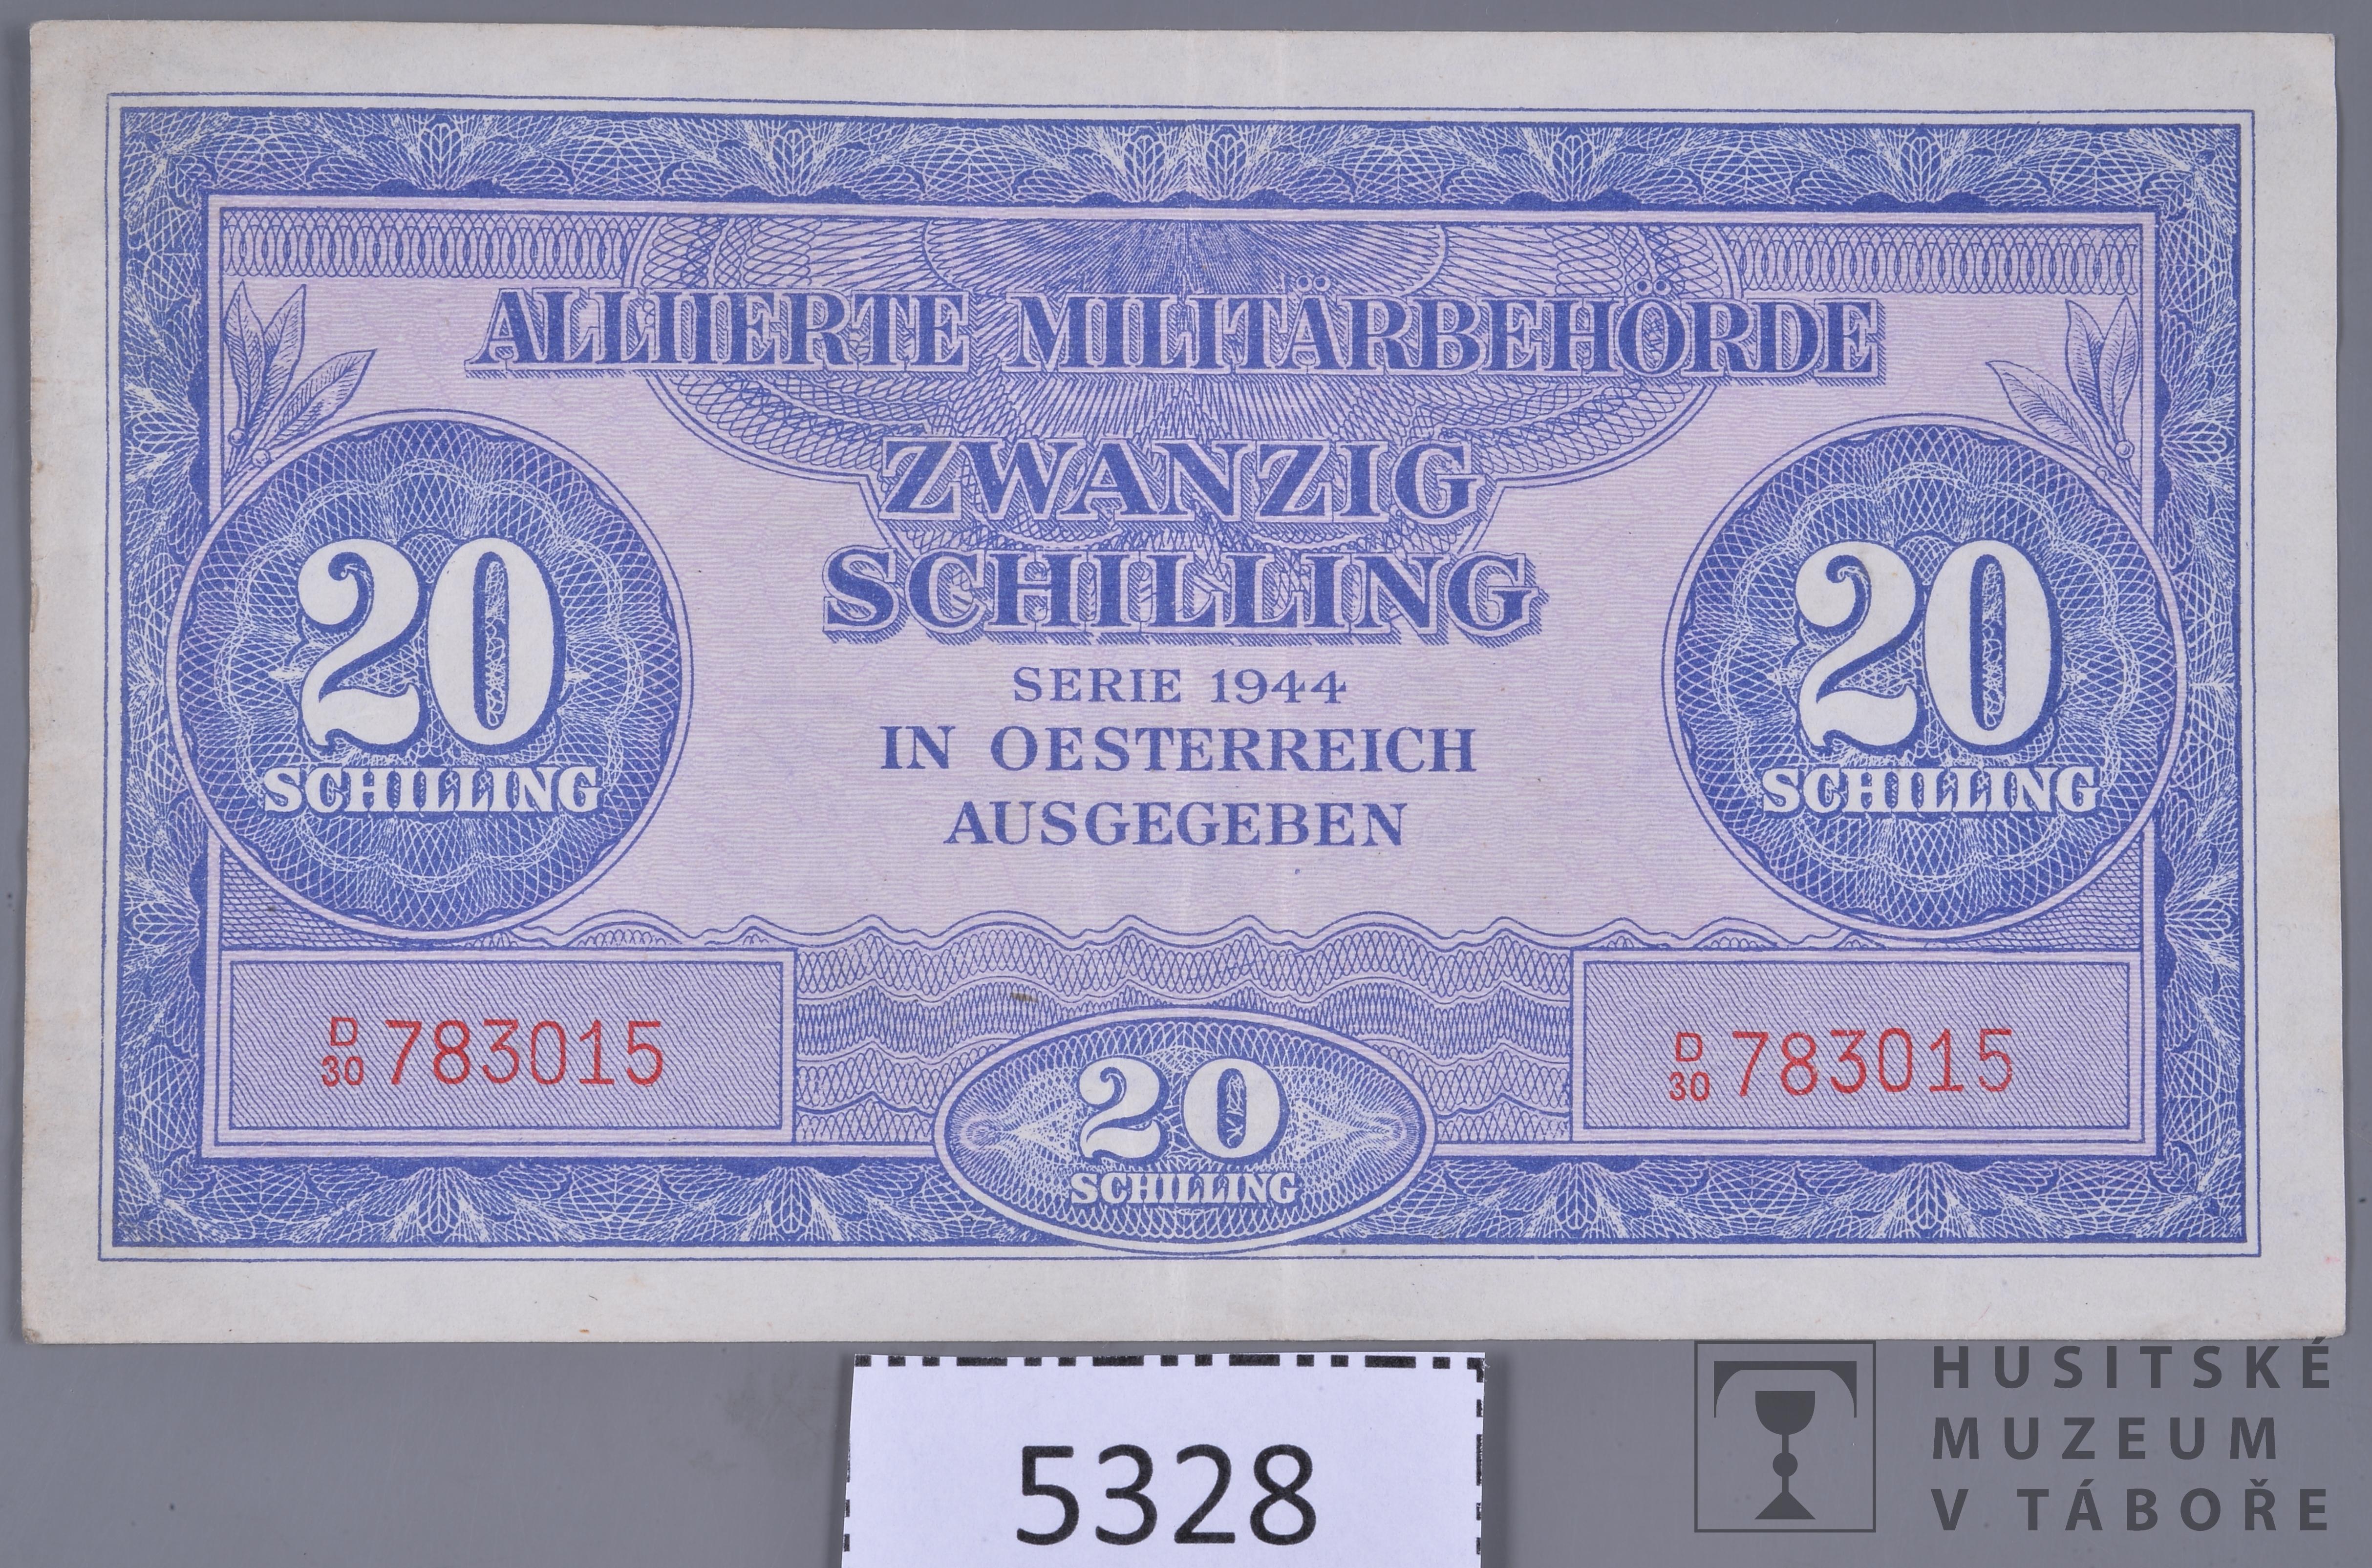 ALLIIERTE MILITÄRBEHÖRDE
ZWANZIG
SCHILLING
SERIE 1944
IN OESTERREICH
AUSGEGEBEN
20
SCHILLING
20
SCHILLING
D
30 783015
20
SCHILLING
D
30 783015
5328
HUSITSKÉ
MUZEUM
V TÁBOŘE